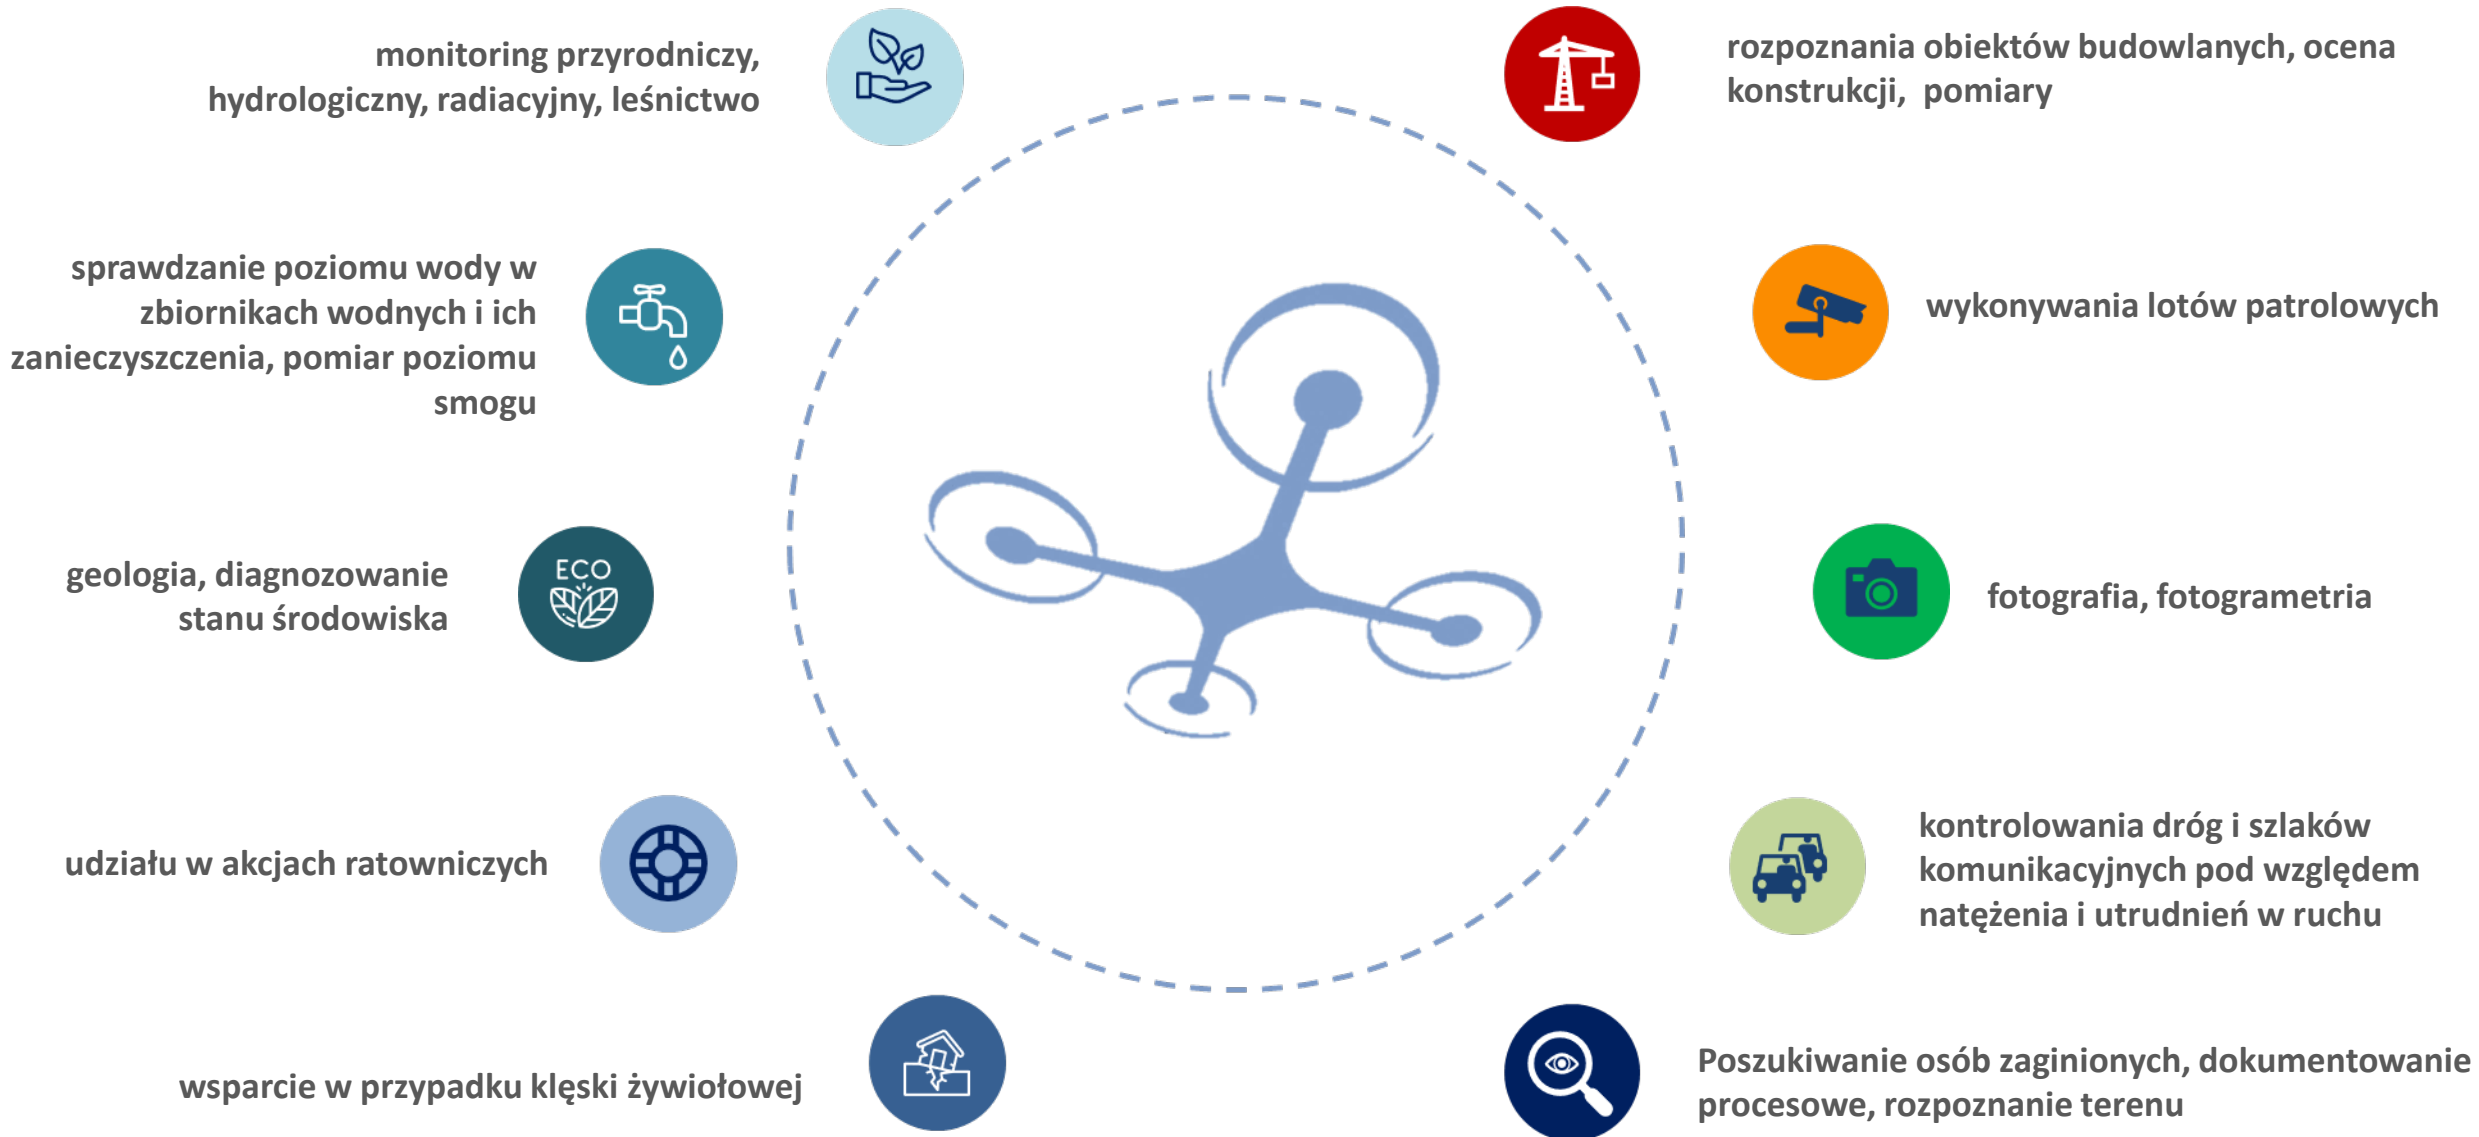 monitoring przyrodniczy,
hydrologiczny, radiacyjny, leśnictwo
sprawdzanie poziomu wody w
zbiornikach wodnych i ich
zanieczyszczenia, pomiar poziomu
smogu
geologia, diagnozowanie
stanu środowiska
ECO
udziału w akcjach ratowniczych
wsparcie w przypadku klęski żywiołowej
rozpoznania obiektów budowlanych, ocena
konstrukcji, pomiary
wykonywania lotów patrolowych
fotografia, fotogrametria
kontrolowania dróg i szlaków
komunikacyjnych pod względem
natężenia i utrudnień w ruchu
Poszukiwanie osób zaginionych, dokumentowanie
procesowe, rozpoznanie terenu